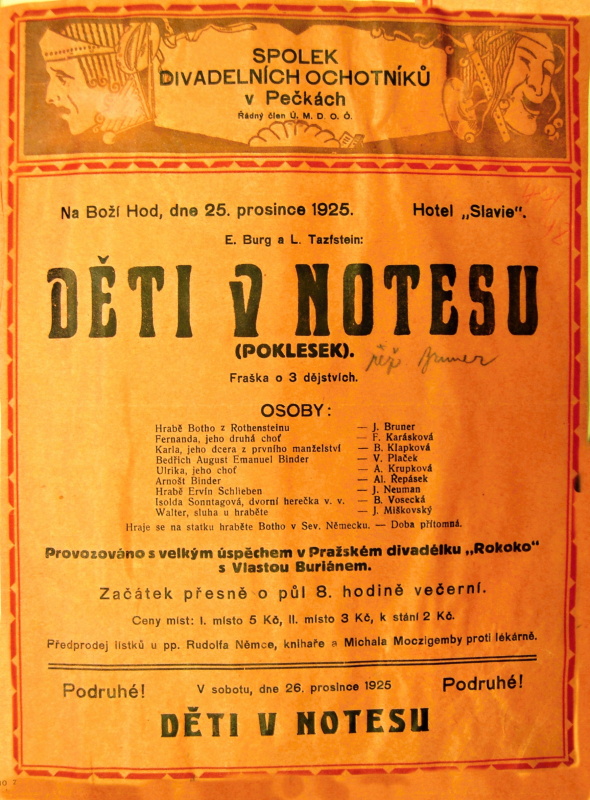 SPOLEK
DIVADELNÍCH OCHOTNÍKŮ
v Pečkách
Řádný člen Ú. M. D. O. Č.
Na Boží Hod, dne 25. prosince 1925. Hotel „Slavie".
E. Burg a L. Tazfstein:
DĚTI V NOTESU
(POKLESEK).
řež Bruner
Fraška o 3 dějstvích.
OSOBY:
Hrabě Botho z Rothensteinu — J. Bruner
Fernanda, jeho druhá choť — F. Karásková
Karla, jeho dcera z prvního manželství — B. Klapková
Bedřich August Emanuel Binder — V. Plaček
Ulrika, jeho choť — A. Krupková
Arnošt Binder — Al. Řepásek
Hrabě Ervín Schlieben — J. Neuman
Isolda Sonntagová, dvorní herečka v. v. — B. Vosecká
Walter, sluha u hraběte — J. Miškovský
Hraje se na statku hraběte Botho v Sev. Německu. — Doba přítomná.
Provozováno s velkým úspěchem v Pražském divadélku „Rokoko"
s Vlastou Buriánem.
Začátek přesně o půl 8. hodině večerní.
Ceny míst: I. místo 5 Kč, II. místo 3 Kč, k stání 2 Kč.
Předprodej lístků u pp. Rudolfa Němce, knihaře a Michala Moczigemby proti lékárně.
Podruhé! V sobotu, dne 26. prosince 1925 Podruhé!
DĚTI V NOTESU